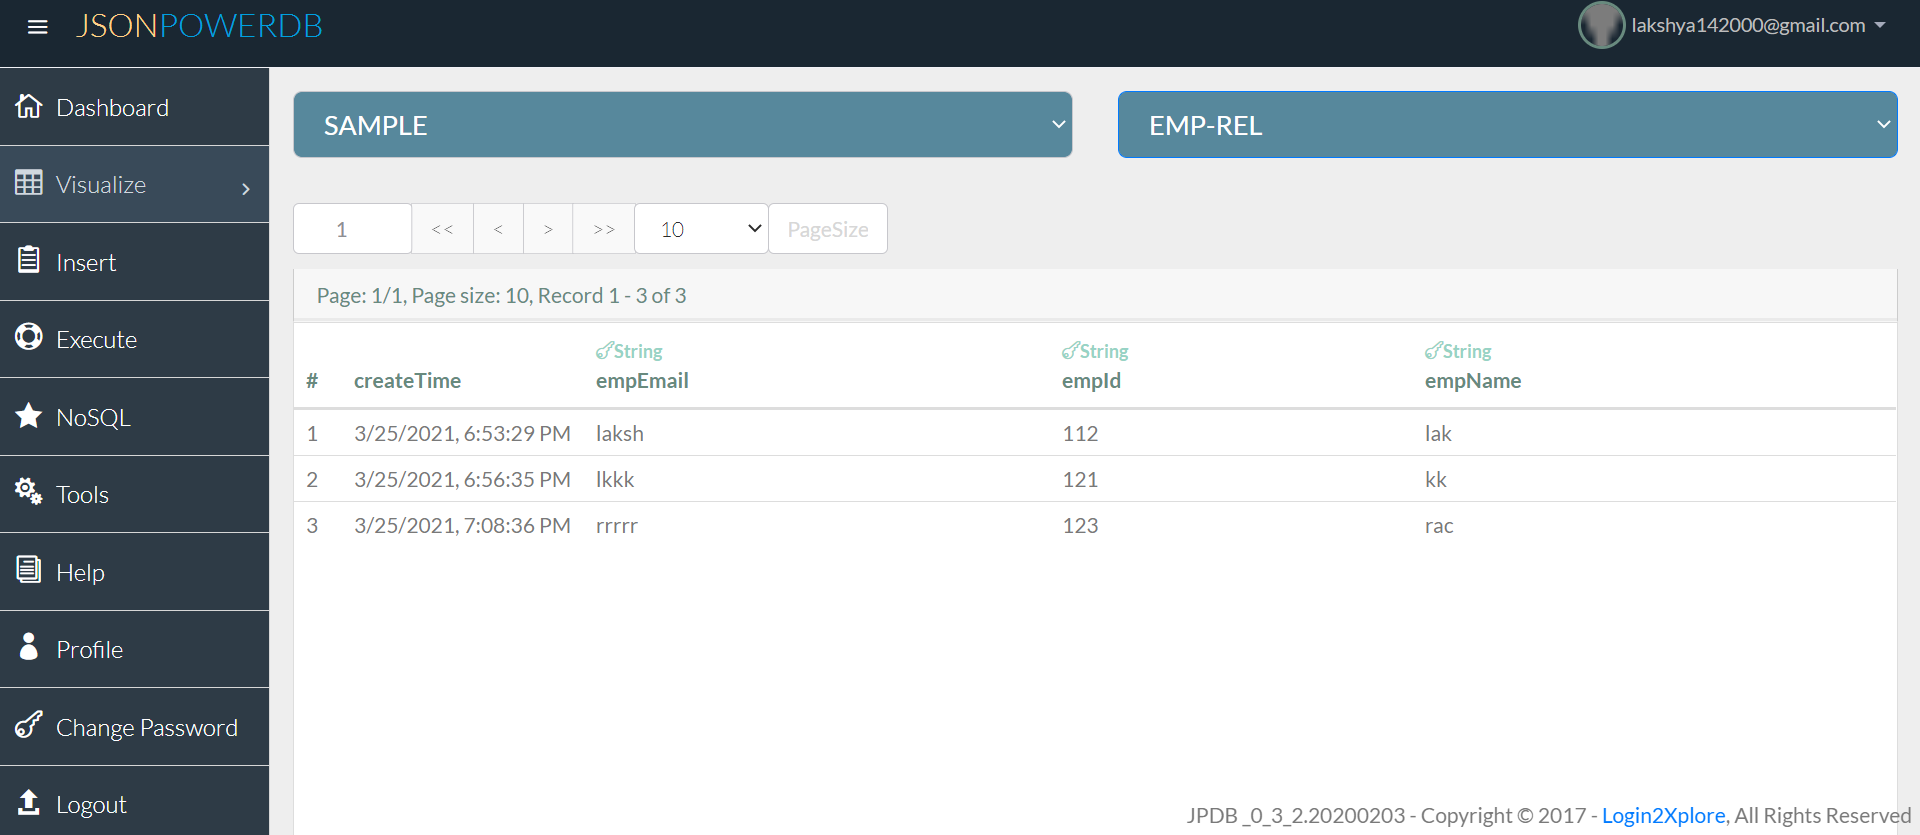 JSONPOWERDB
lakshya142000@gmail.com
Dashboard
Visualize
Insert
Execute
NoSQL
Tools
Help
Profile
Change Password
Logout
SAMPLE
EMP-REL
1 << < > >> 10 PageSize
Page: 1/1, Page size: 10, Record 1 - 3 of 3
String String String
# createTime empEmail empId empName
1 3/25/2021, 6:53:29 PM laksh 112 lak
2 3/25/2021, 6:56:35 PM lkkk 121 kk
3 3/25/2021, 7:08:36 PM rrrrr 123 rac
JPDB _0_3_2.20200203 - Copyright © 2017 - Login2Xplore, All Rights Reserved